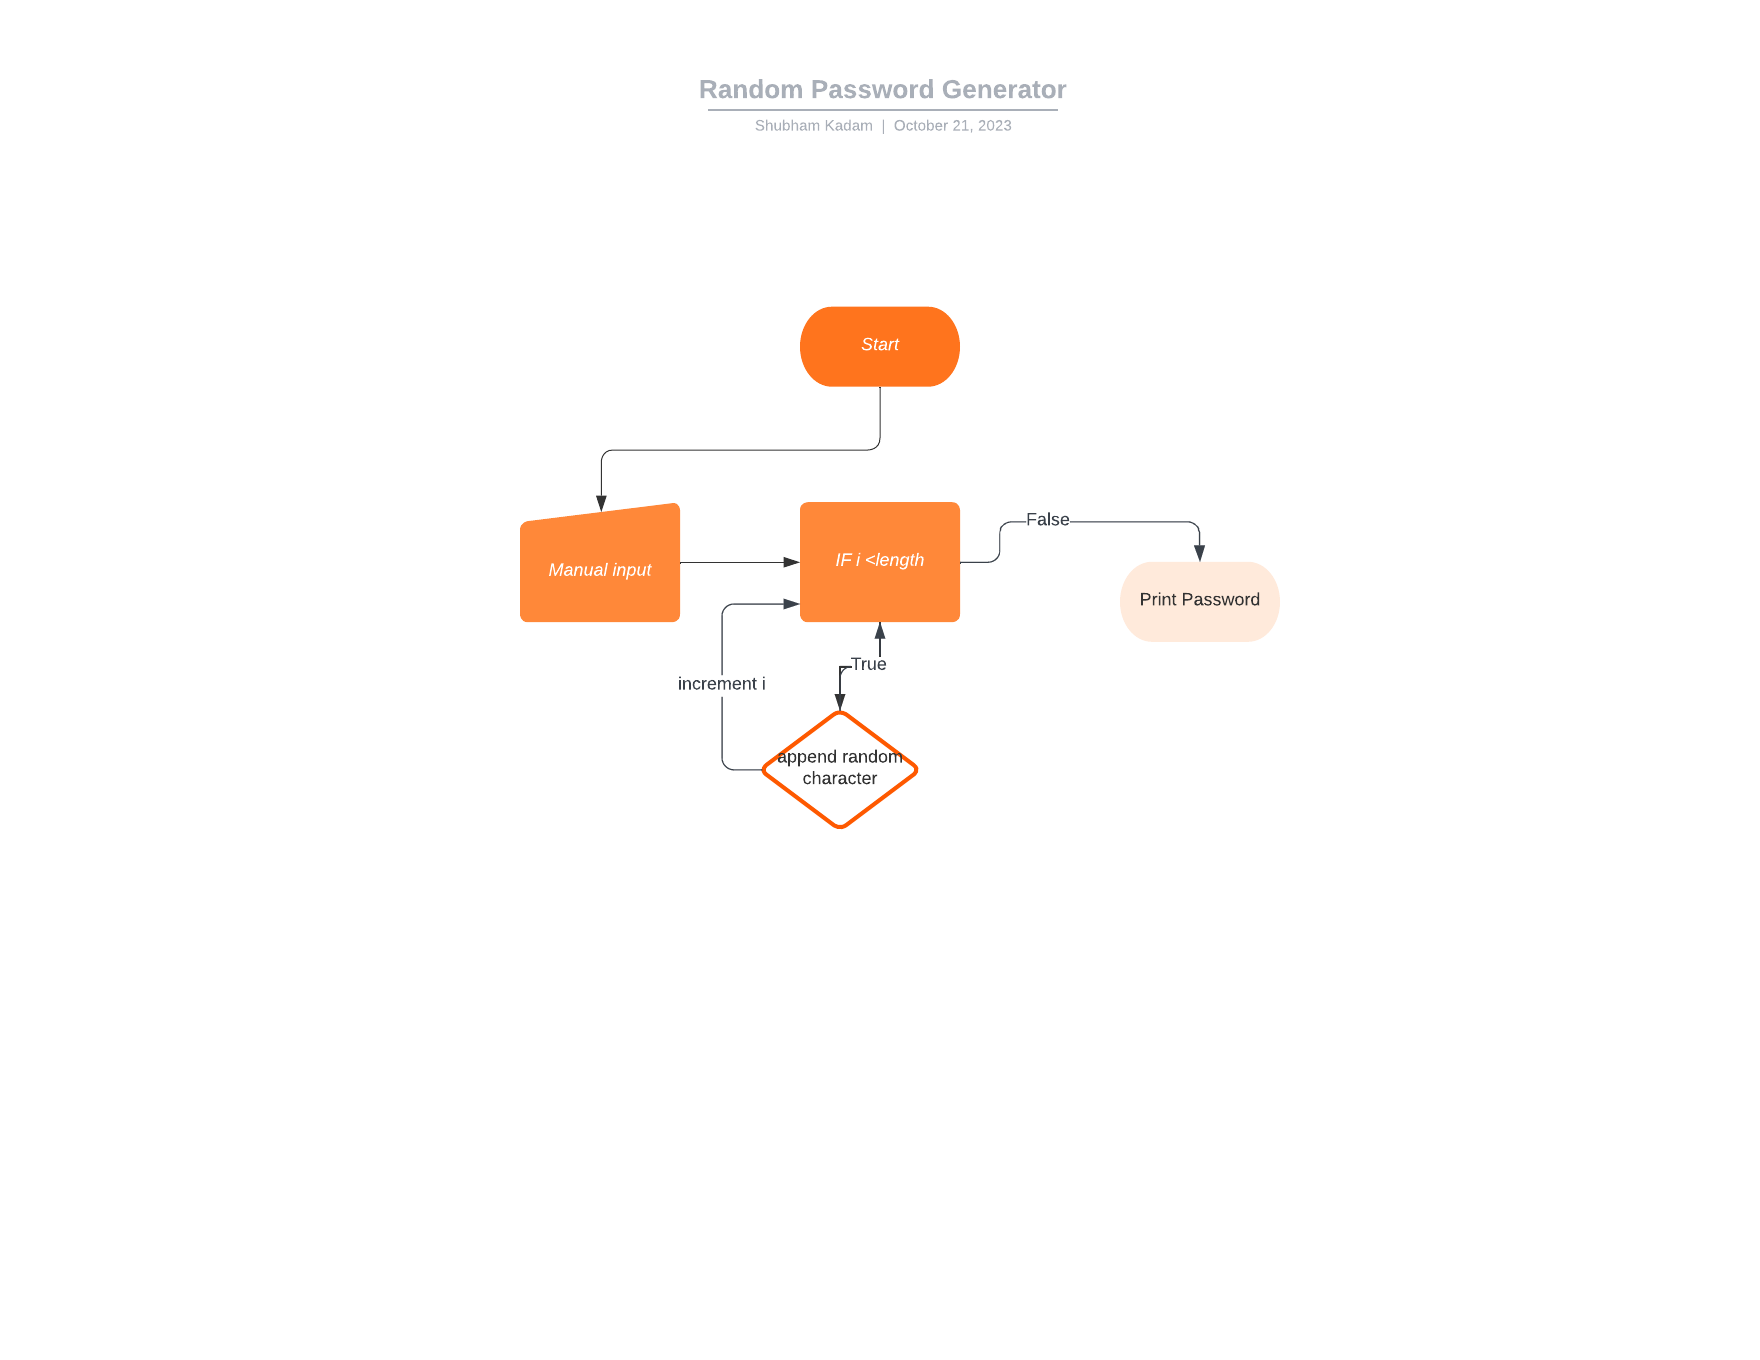 Random Password Generator
Shubham Kadam | October 21, 2023
Start
Manual input
IF i <length
False
Print Password
True
increment i
append random
character